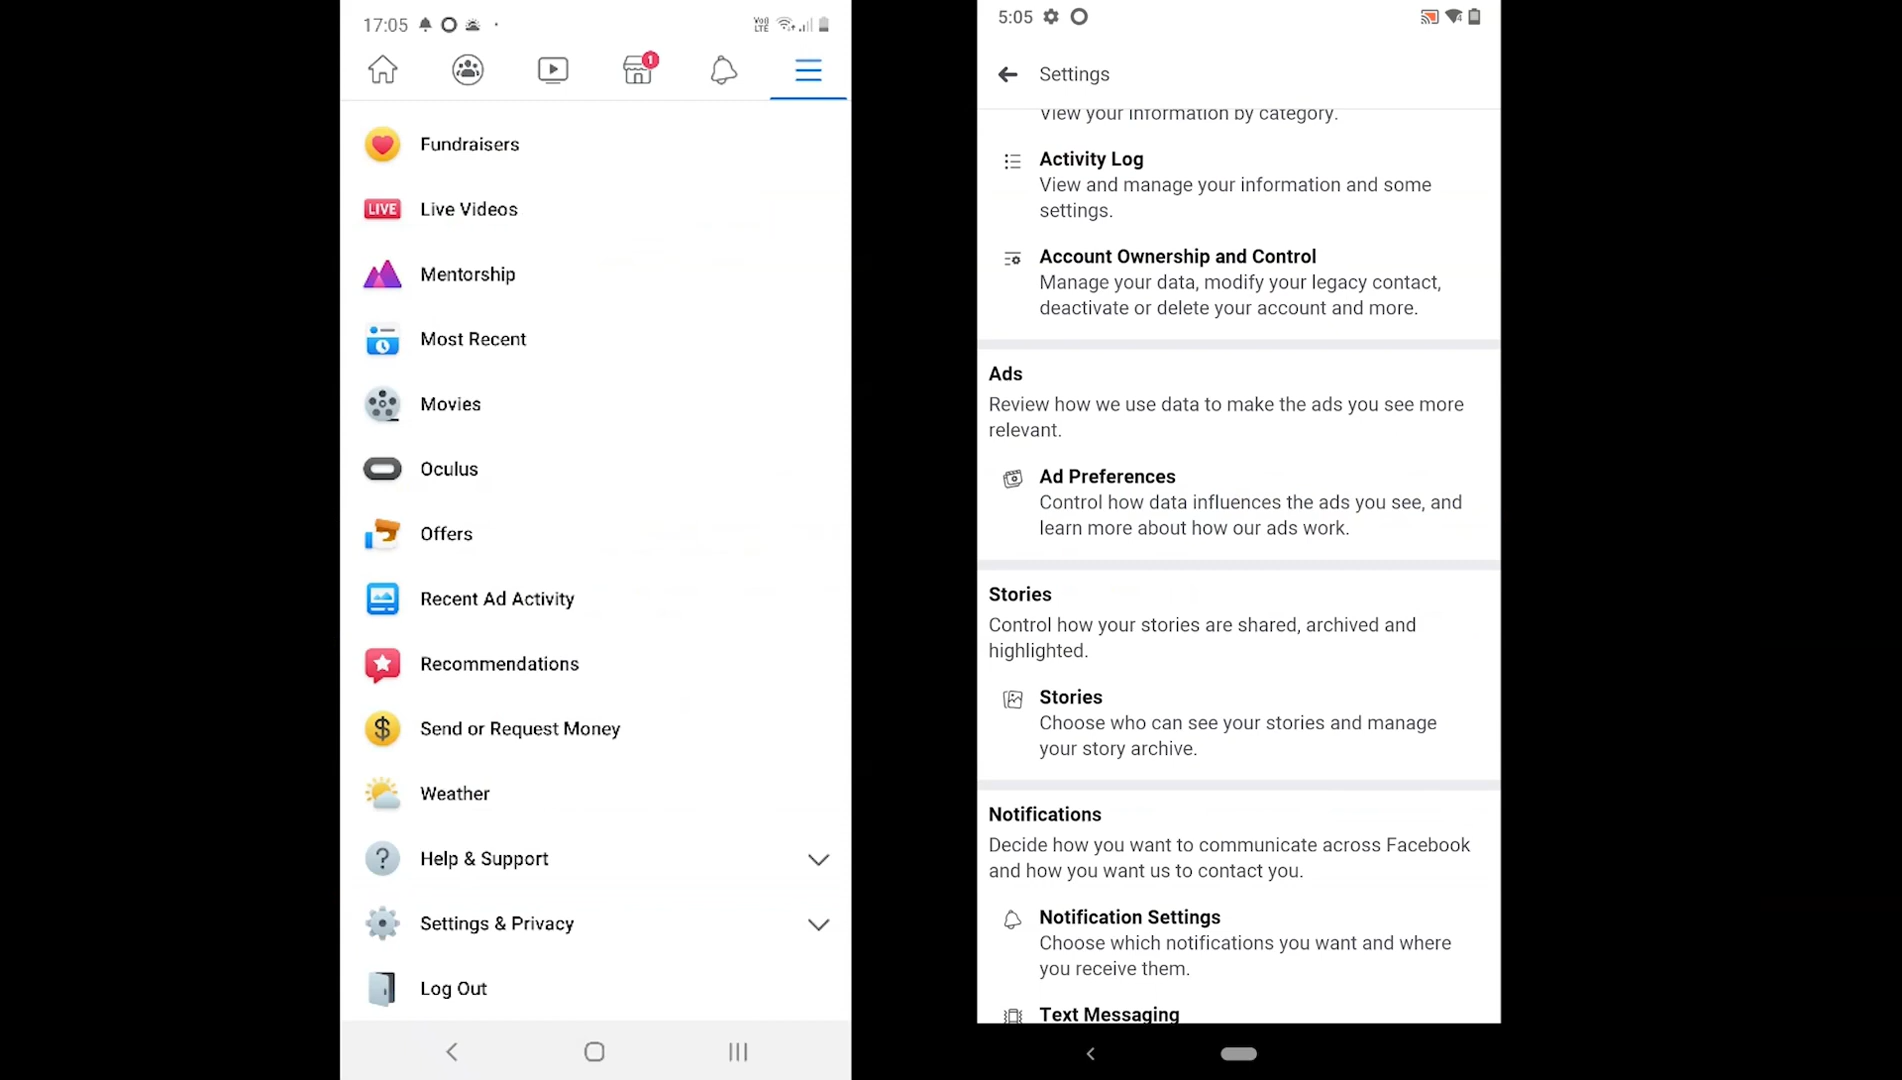 17:05
Vo)
LTE
1
Fundraisers
LIVE
Live Videos
Mentorship
Most Recent
Movies
Oculus
Offers
Recent Ad Activity
Recommendations
$
Send or Request Money
Weather
?
Help & Support
Settings & Privacy
Log Out
5:05
Settings
View your information by category.
Activity Log
View and manage your information and some
settings.
Account Ownership and Control
Manage your data, modify your legacy contact,
deactivate or delete your account and more.
Ads
Review how we use data to make the ads you see more
relevant.
Ad Preferences
Control how data influences the ads you see, and
learn more about how our ads work.
Stories
Control how your stories are shared, archived and
highlighted.
Stories
Choose who can see your stories and manage
your story archive.
Notifications
Decide how you want to communicate across Facebook
and how you want us to contact you.
Notification Settings
Choose which notifications you want and where
you receive them.
Text Messaging